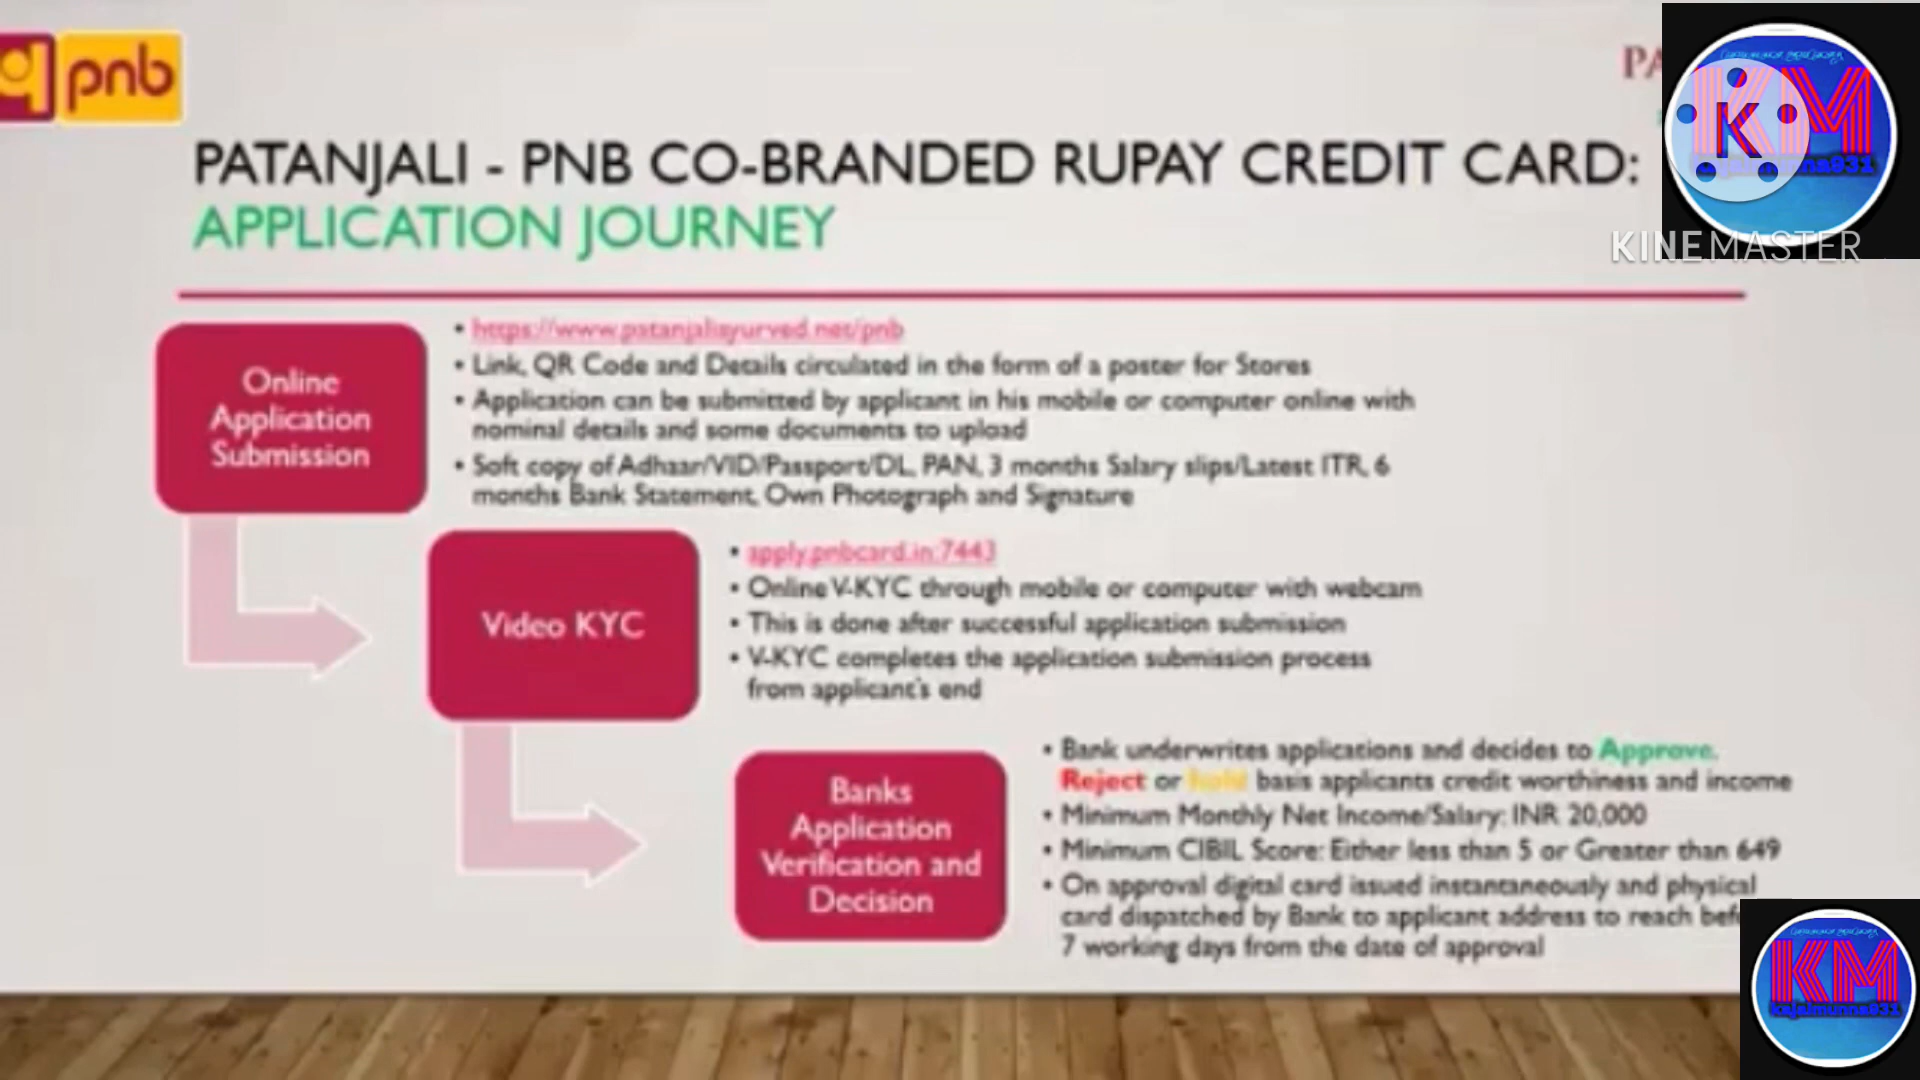 pnb
PA
KM
K
kajalmunna931
KINEMASTER
PATANJALI - PNB CO-BRANDED RUPAY CREDIT CARD:
APPLICATION JOURNEY
Online
Application
Submission
• https://www.patanjaliayurved.net/pnb
• Link, QR Code and Details circulated in the form of a poster for Stores
• Application can be submitted by applicant in his mobile or computer online with
nominal details and some documents to upload
• Soft copy of Adhaar/VID/Passport/DL, PAN, 3 months Salary slips/Latest ITR, 6
months Bank Statement, Own Photograph and Signature
Video KYC
• apply.pnbcard.in:7443
• Online V-KYC through mobile or computer with webcam
• This is done after successful application submission
• V-KYC completes the application submission process
from applicant's end
Banks
Application
Verification and
Decision
• Bank underwrites applications and decides to Approve,
Reject or hold basis applicants credit worthiness and income
• Minimum Monthly Net Income/Salary: INR 20,000
• Minimum CIBIL Score: Either less than 5 or Greater than 649
• On approval digital card issued instantaneously and physical
card dispatched by Bank to applicant address to reach bef
7 working days from the date of approval
KM
kajalmunna931